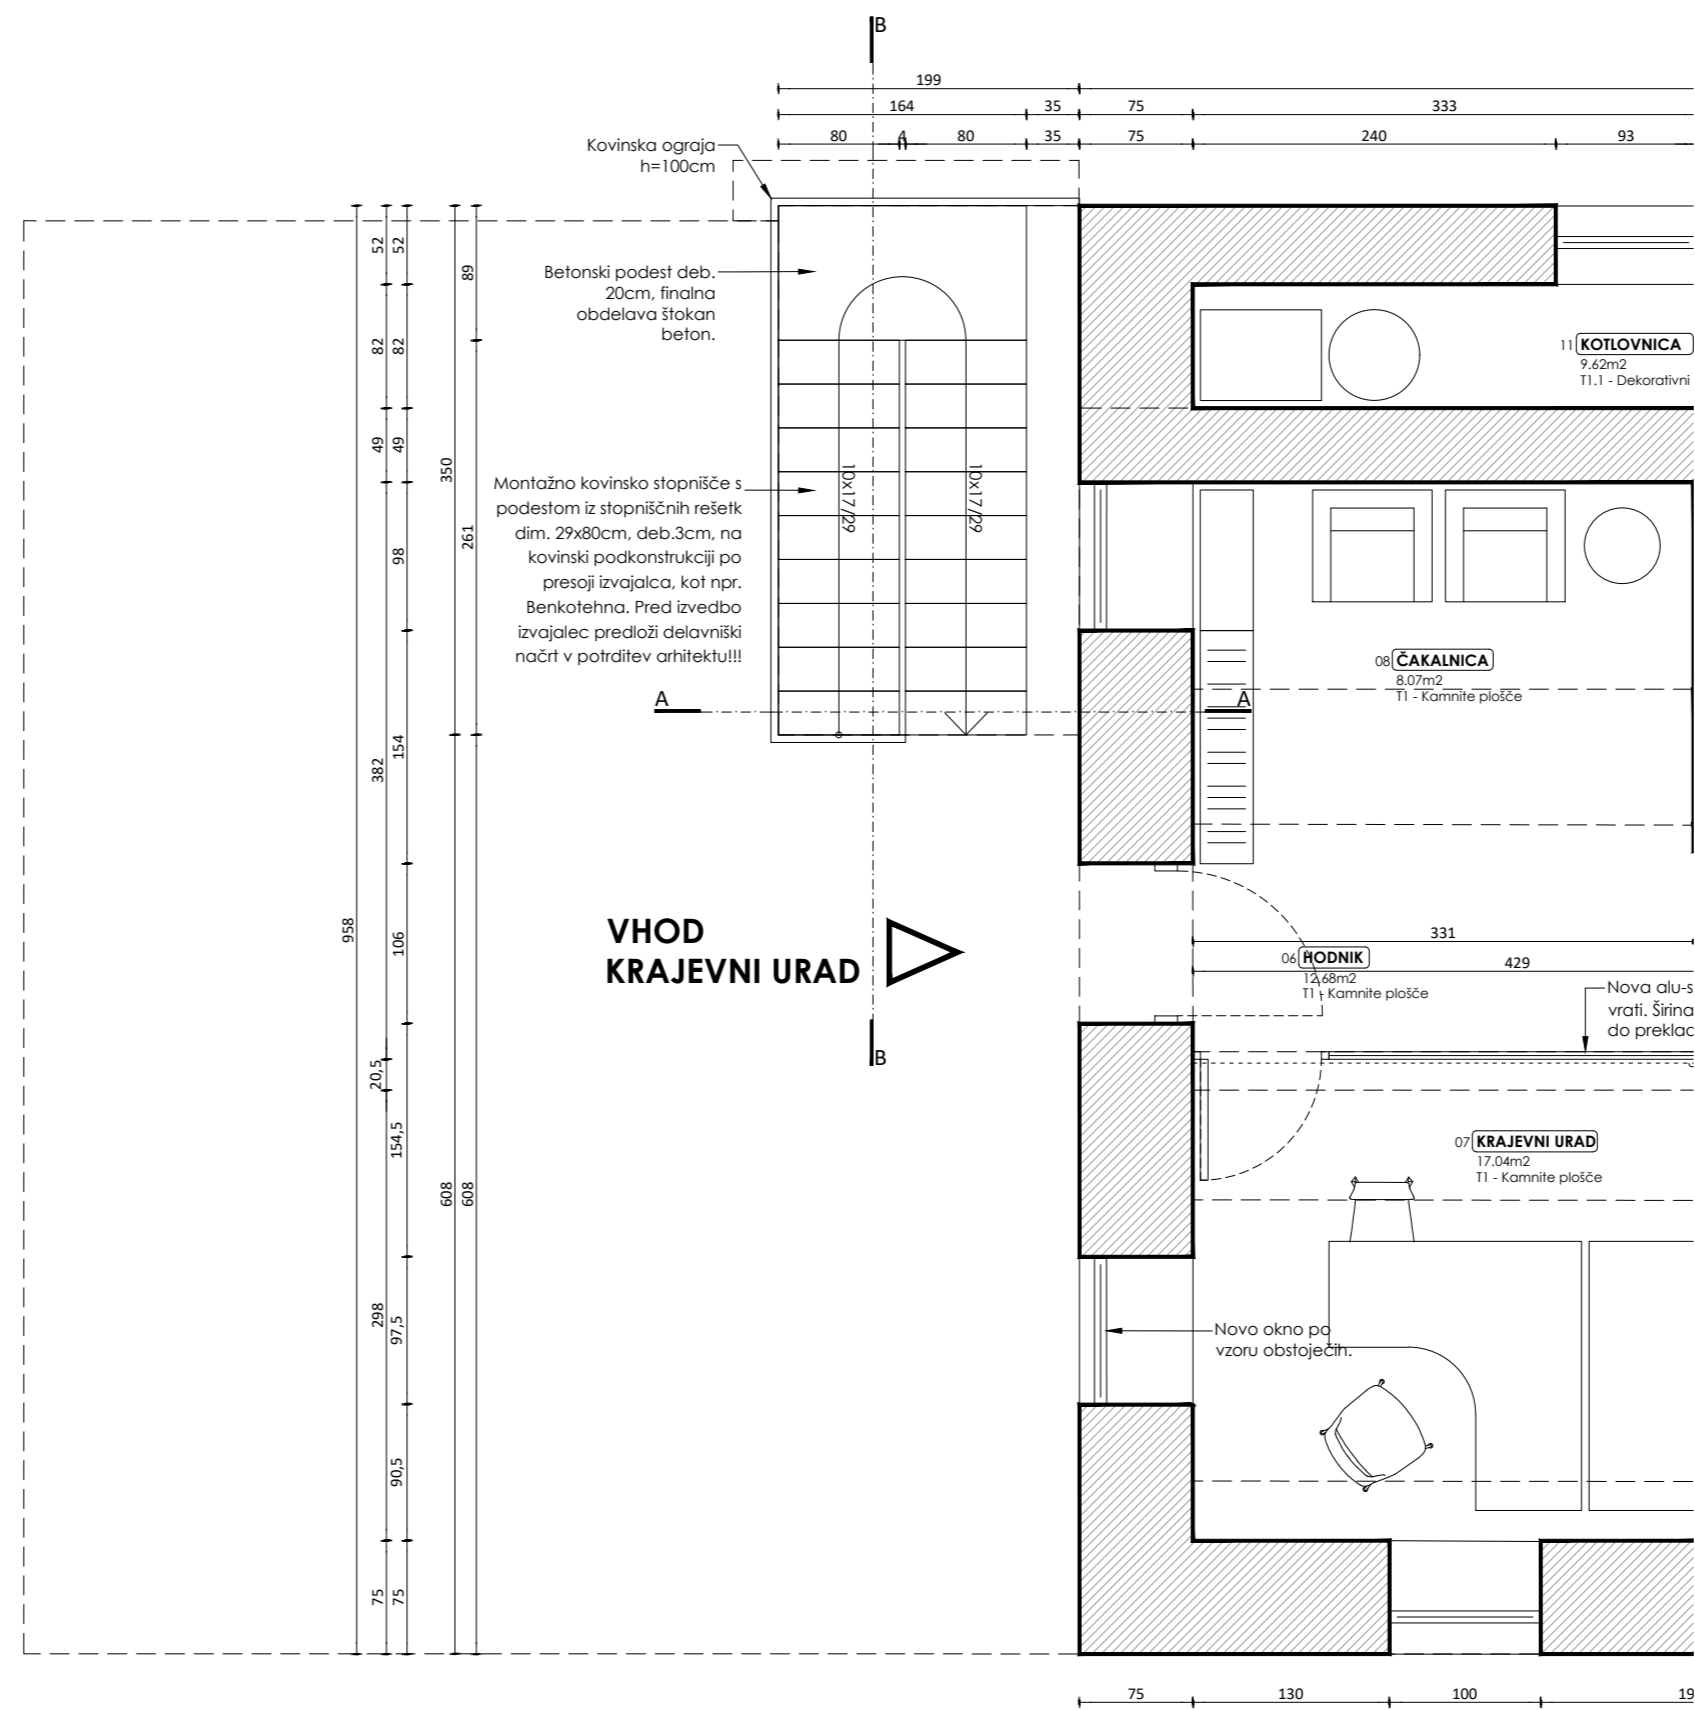 B
199
164
35
75
333
80
4
80
35
75
240
93
Kovinska ograja
h=100cm
Betonski podest deb.
20cm, finalna
obdelava štokan
beton.
Montažno kovinsko stopnišče s
podestom iz stopniščnih rešetk
dim. 29x80cm, deb.3cm, na
kovinski podkonstrukciji po
presoji izvajalca, kot npr.
Benkotehna. Pred izvedbo
izvajalec predloži delavniški
načrt v potrditev arhitektu!!!
10x17/29
10x17/29
A
A
11 KOTLOVNICA
9.62m2
T1.1 - Dekorativni
08 ČAKALNICA
8.07m2
T1 - Kamnite plošče
VHOD
KRAJEVNI URAD
B
331
429
06 HODNIK
12.68m2
T1 - Kamnite plošče
Nova alu-s
vrati. Širina
do preklad
07 KRAJEVNI URAD
17.04m2
T1 - Kamnite plošče
Novo okno po
vzoru obstoječih.
958
52
82
49
382
20,5
298
75
52
82
49
98
154
106
154,5
97,5
90,5
75
350
608
89
261
608
75
130
100
19